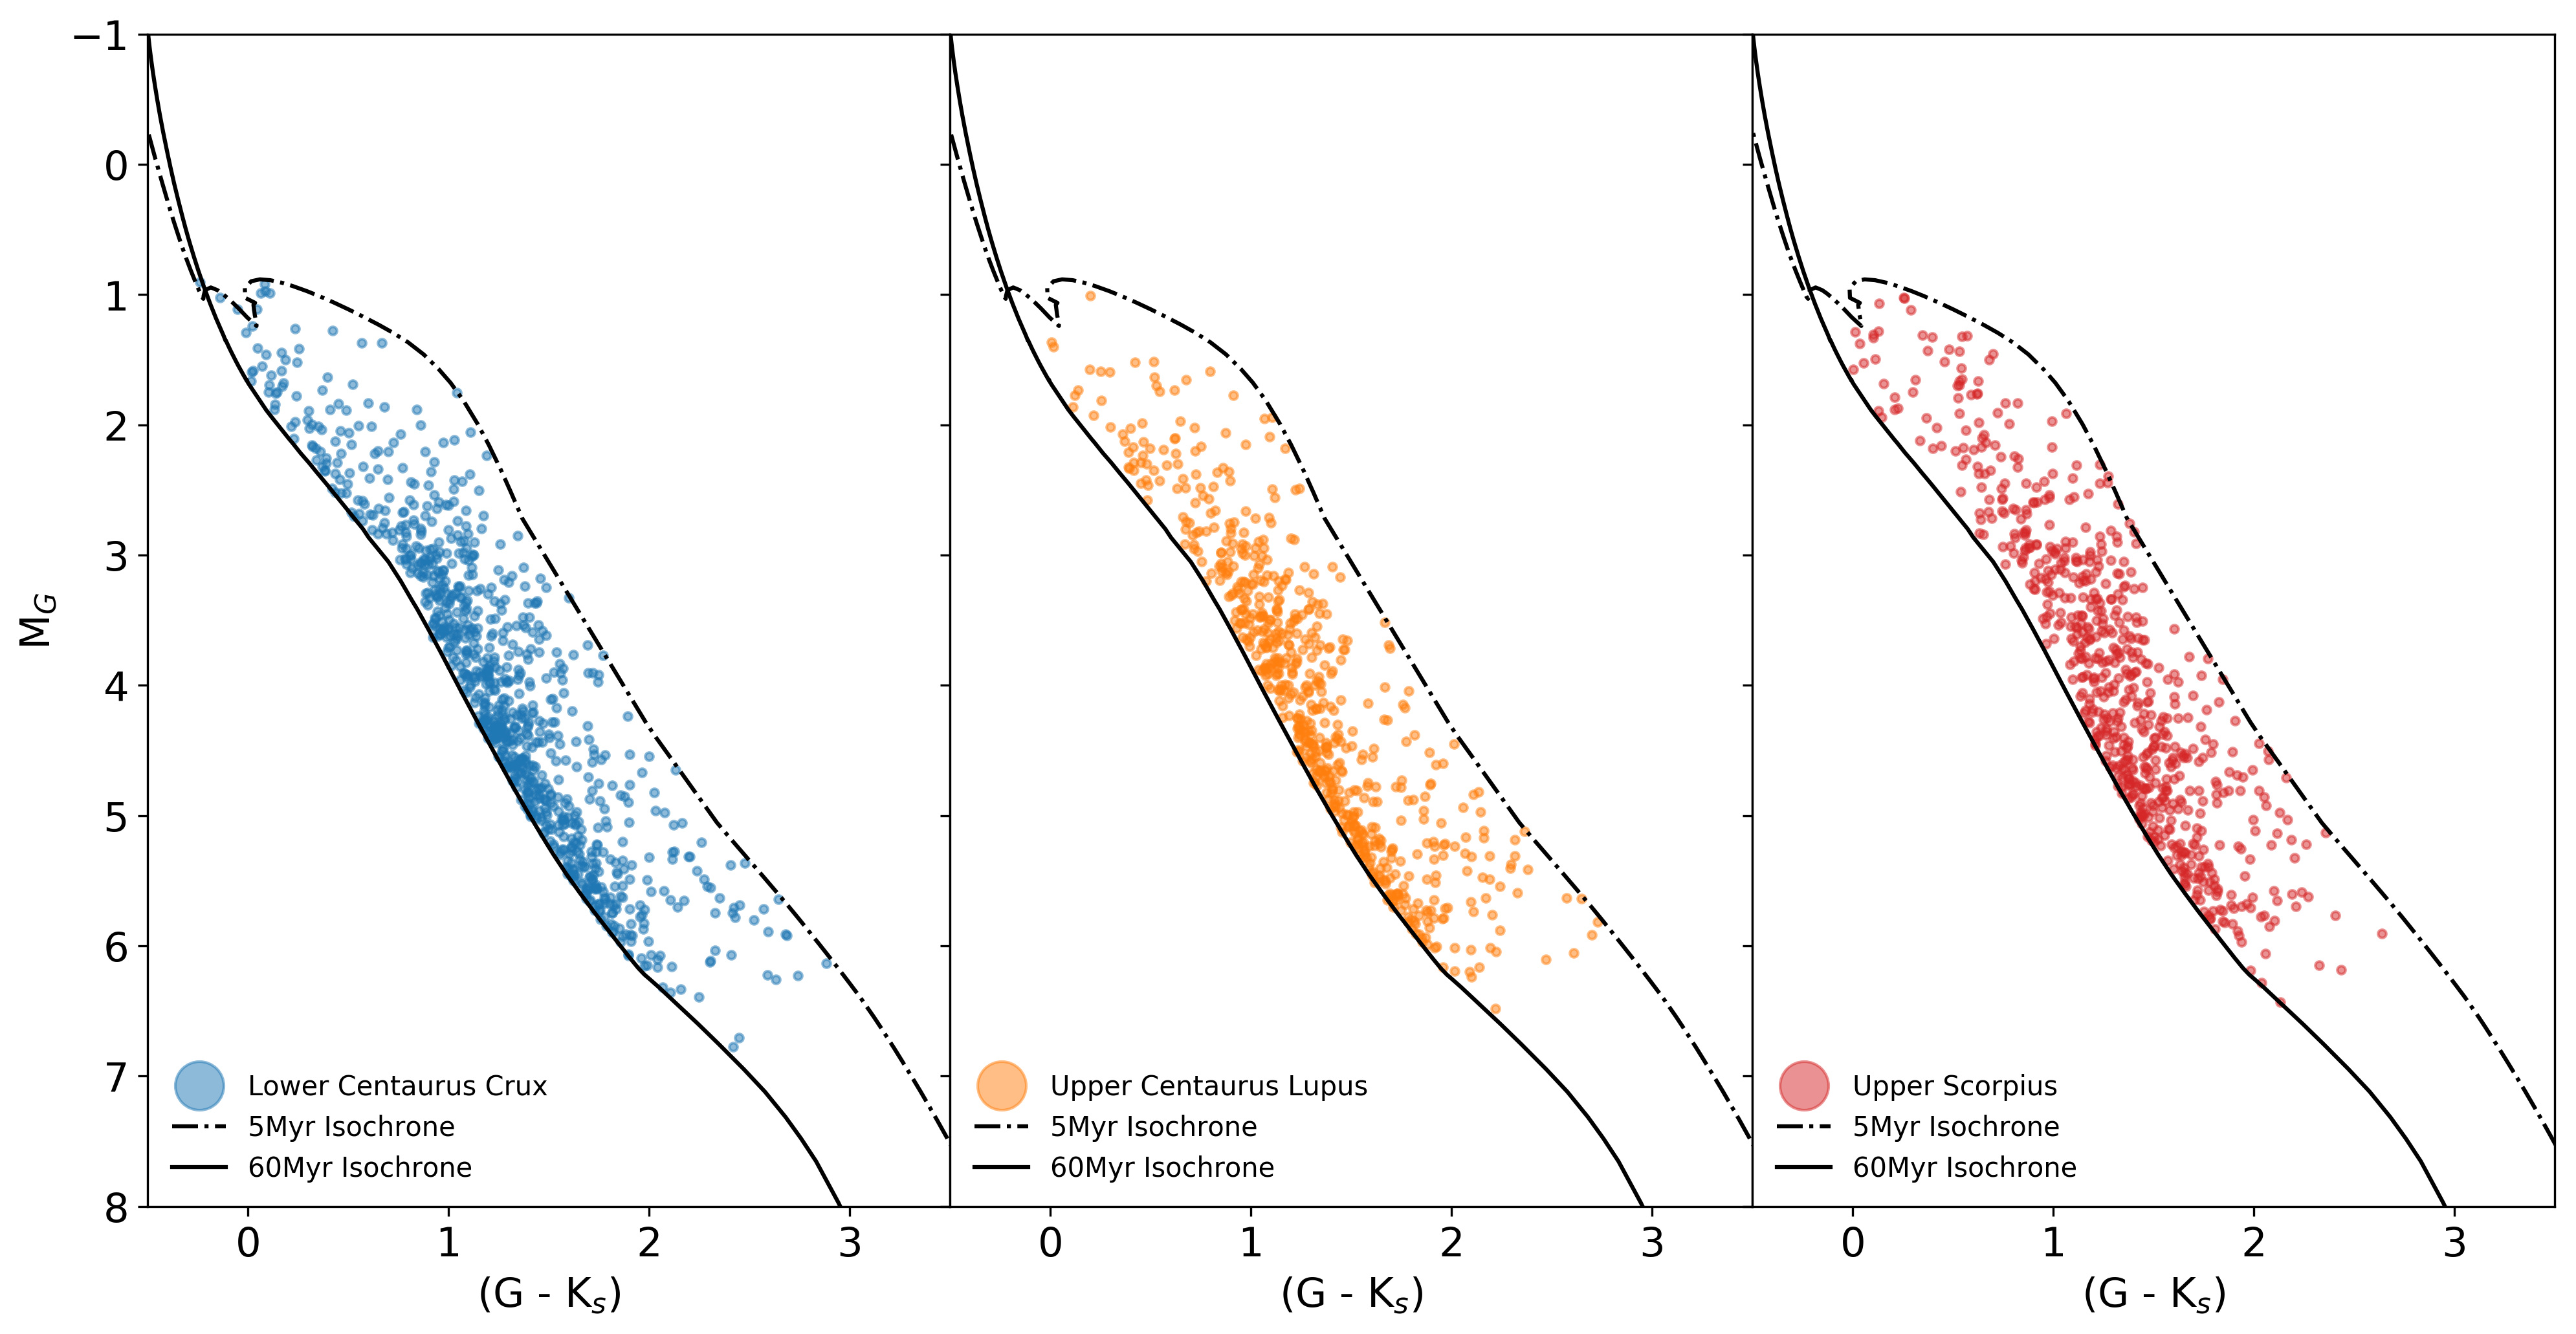 −1
0
1
2
3
4
5
6
7
8
M_G
Lower Centaurus Crux
5Myr Isochrone
60Myr Isochrone
0 1 2 3
(G - K_s)
Upper Centaurus Lupus
5Myr Isochrone
60Myr Isochrone
0 1 2 3
(G - K_s)
Upper Scorpius
5Myr Isochrone
60Myr Isochrone
0 1 2 3
(G - K_s)